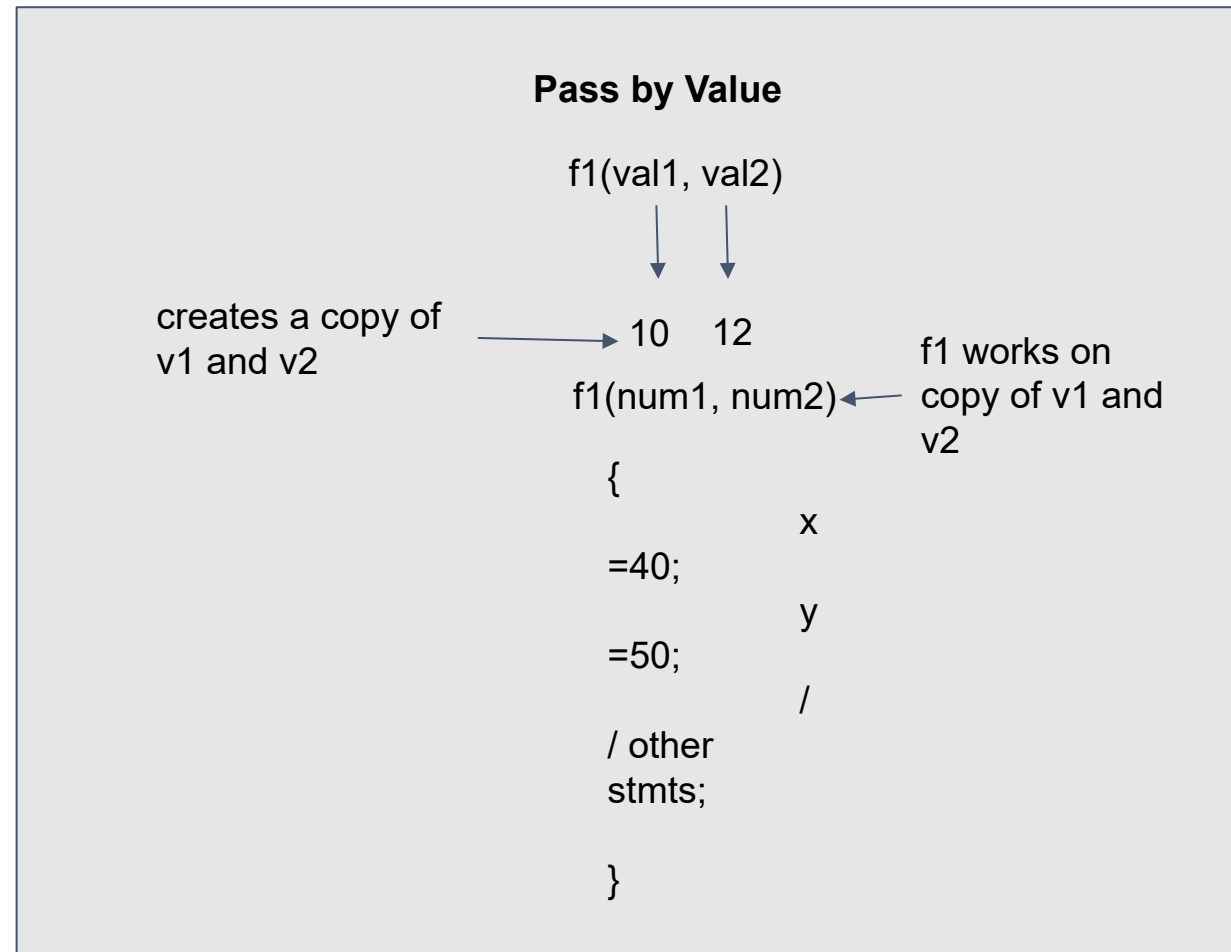 Pass by Value
f1(val1, val2)
creates a copy of
v1 and v2
10 12
f1 works on
copy of v1 and
v2
f1(num1, num2)
{
x
=40;
y
=50;
/
/ other
stmts;
}